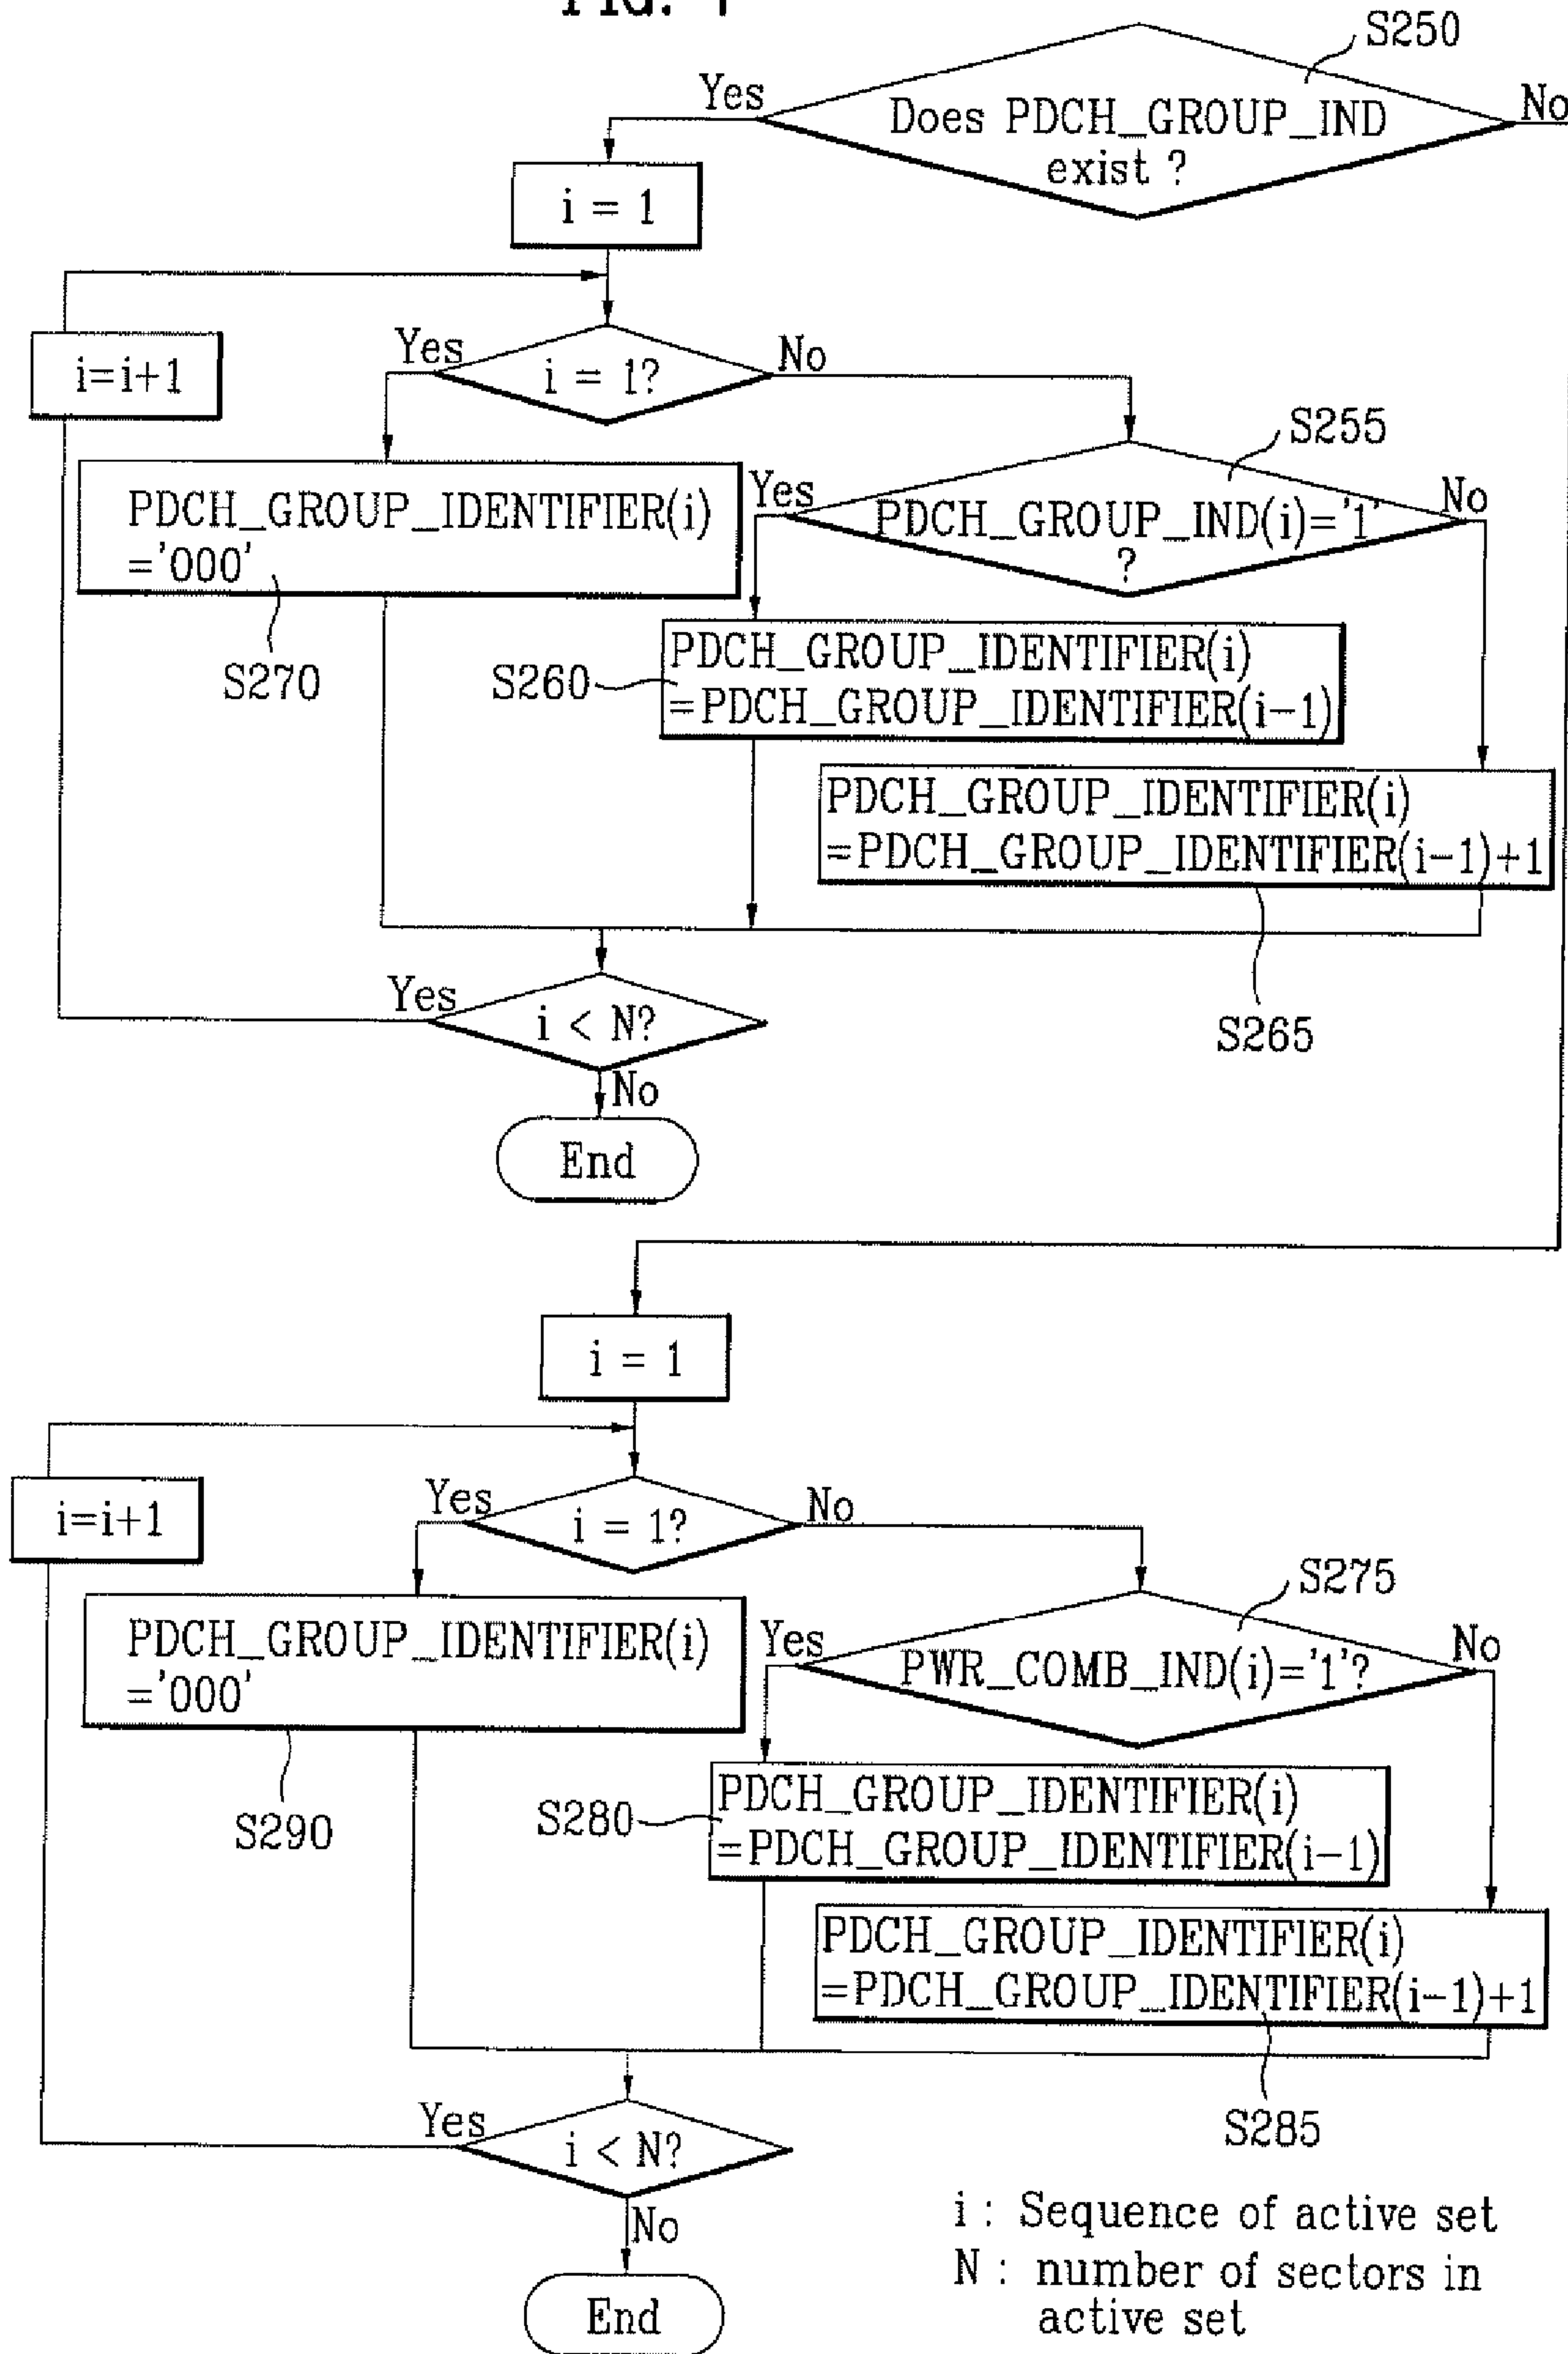 S250
Yes
No
Does PDCH_GROUP_IND
exist ?
i = 1
i=i+1
Yes
i = 1?
No
S255
PDCH_GROUP_IDENTIFIER(i)
='000'
Yes
PDCH_GROUP_IND(i)='1'
?
No
S270
S260
PDCH_GROUP_IDENTIFIER(i)
=PDCH_GROUP_IDENTIFIER(i-1)
PDCH_GROUP_IDENTIFIER(i)
=PDCH_GROUP_IDENTIFIER(i-1)+1
S265
Yes
i < N?
No
End
i = 1
i=i+1
Yes
i = 1?
No
S275
PDCH_GROUP_IDENTIFIER(i)
='000'
Yes
PWR_COMB_IND(i)='1'?
No
S290
S280
PDCH_GROUP_IDENTIFIER(i)
=PDCH_GROUP_IDENTIFIER(i-1)
PDCH_GROUP_IDENTIFIER(i)
=PDCH_GROUP_IDENTIFIER(i-1)+1
S285
Yes
i < N?
No
End
i : Sequence of active set
N : number of sectors in
active set